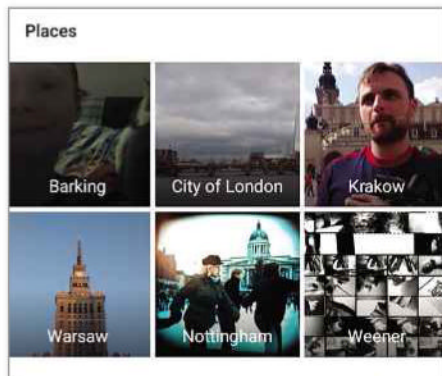 Places
Barking
City of London
Krakow
Warsaw
Nottingham
Weener